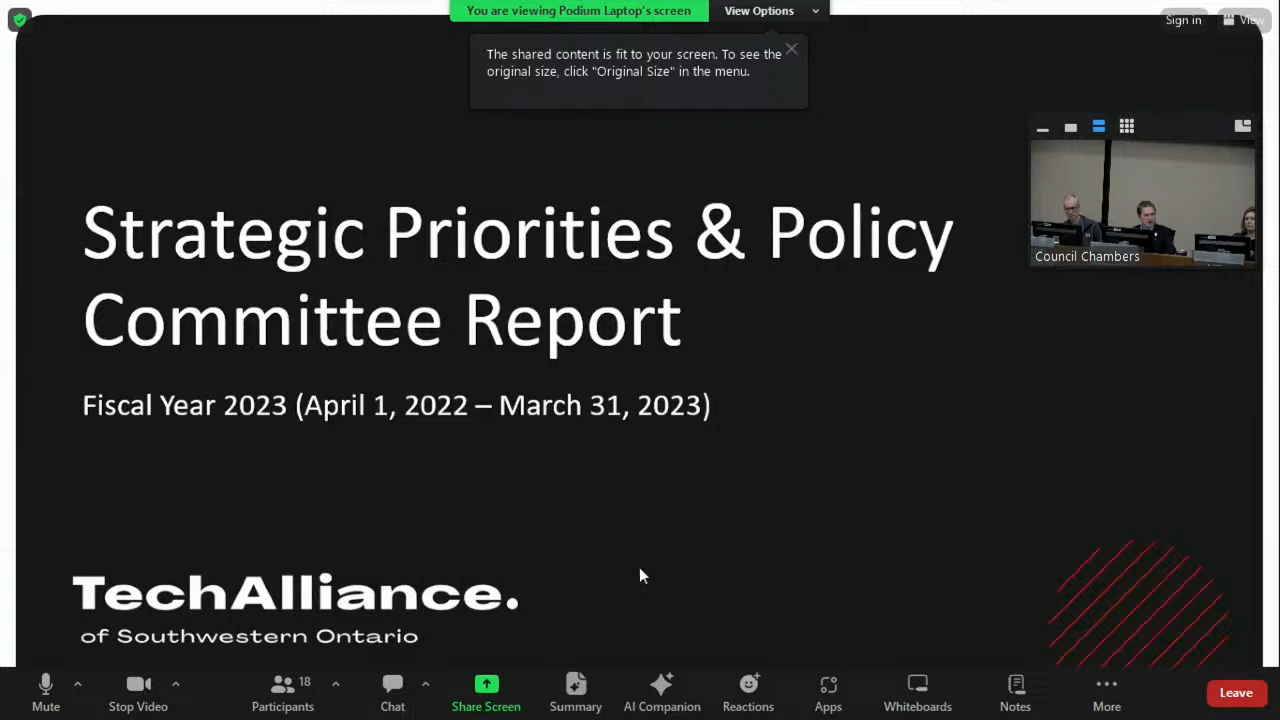 You are viewing Podium Laptop's screen
View Options
Sign in
View
The shared content is fit to your screen. To see the
original size, click "Original Size" in the menu.
Council Chambers
Strategic Priorities & Policy
Committee Report
Fiscal Year 2023 (April 1, 2022 – March 31, 2023)
TechAlliance.
of Southwestern Ontario
Mute
Stop Video
18
Participants
Chat
Share Screen
Summary
AI Companion
Reactions
Apps
Whiteboards
Notes
More
Leave